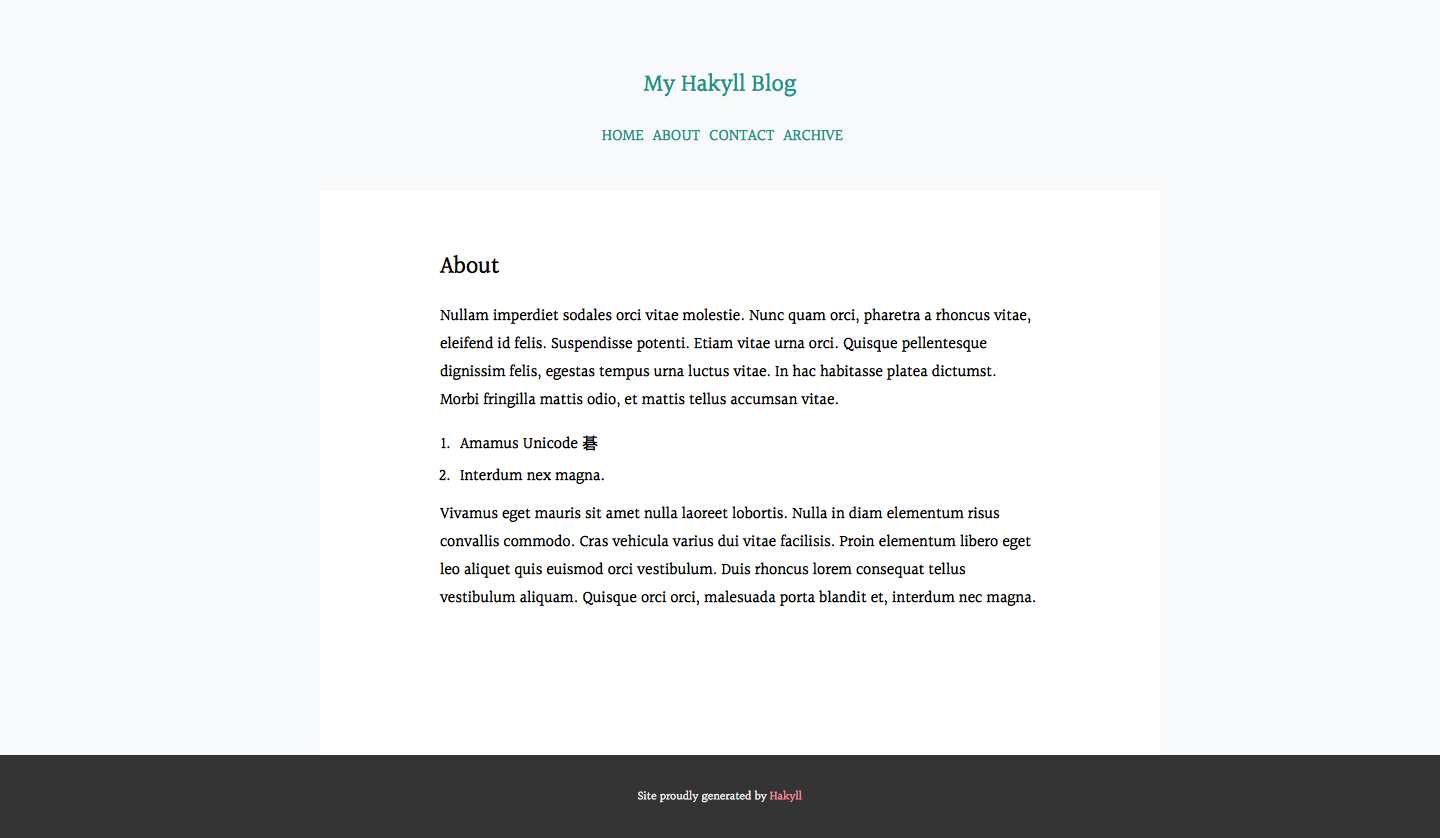 My Hakyll Blog
HOME ABOUT CONTACT ARCHIVE
About
Nullam imperdiet sodales orci vitae molestie. Nunc quam orci, pharetra a rhoncus vitae,
eleifend id felis. Suspendisse potenti. Etiam vitae urna orci. Quisque pellentesque
dignissim felis, egestas tempus urna luctus vitae. In hac habitasse platea dictumst.
Morbi fringilla mattis odio, et mattis tellus accumsan vitae.
1. Amamus Unicode 碁
2. Interdum nex magna.
Vivamus eget mauris sit amet nulla laoreet lobortis. Nulla in diam elementum risus
convallis commodo. Cras vehicula varius dui vitae facilisis. Proin elementum libero eget
leo aliquet quis euismod orci vestibulum. Duis rhoncus lorem consequat tellus
vestibulum aliquam. Quisque orci orci, malesuada porta blandit et, interdum nec magna.
Site proudly generated by Hakyll